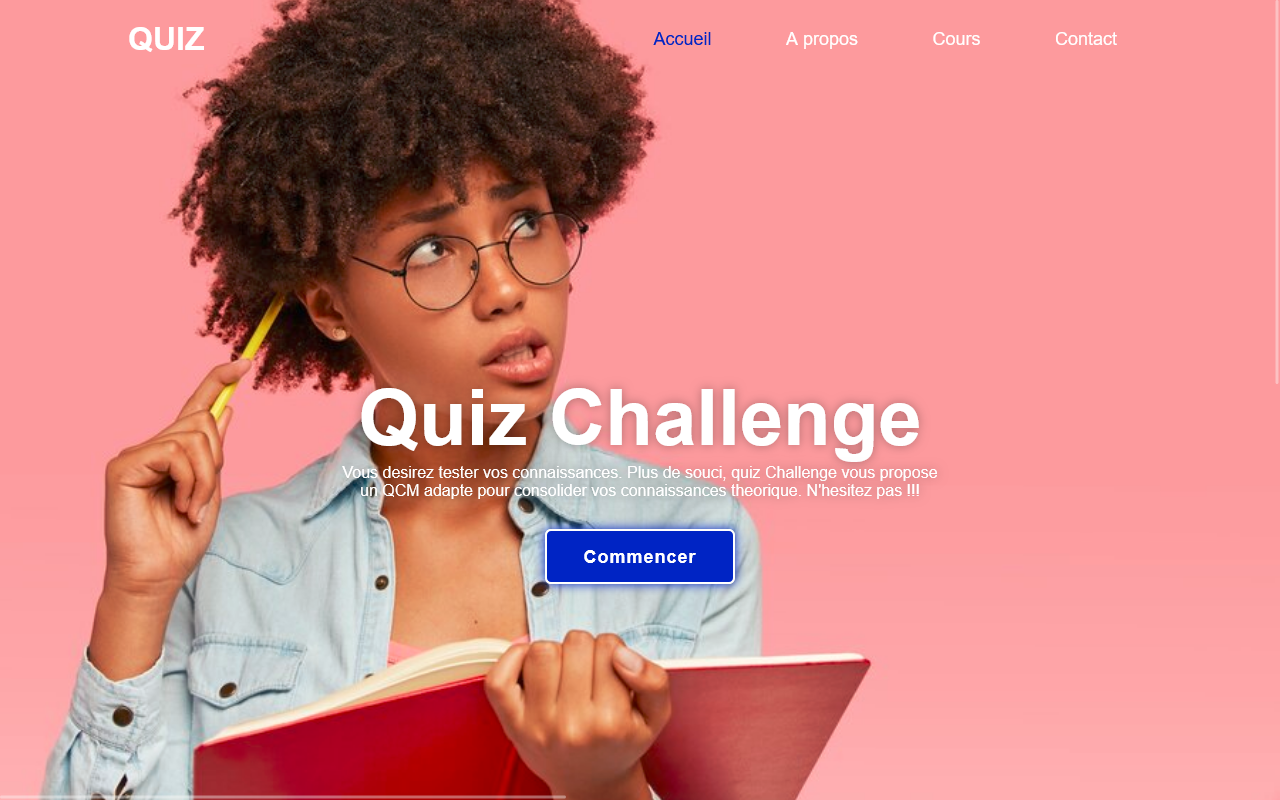 QUIZ
Accueil
A propos
Cours
Contact
Quiz Challenge
Vous desirez tester vos connaissances. Plus de souci, quiz Challenge vous propose
un QCM adapte pour consolider vos connaissances theorique. N'hesitez pas !!!
Commencer